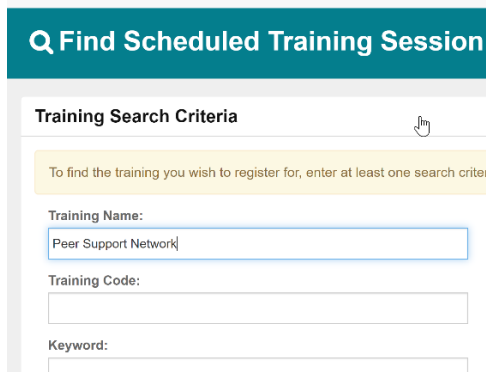 Find Scheduled Training Session
Training Search Criteria
To find the training you wish to register for, enter at least one search
Training Name:
Peer Support Network
Training Code:
Keyword: